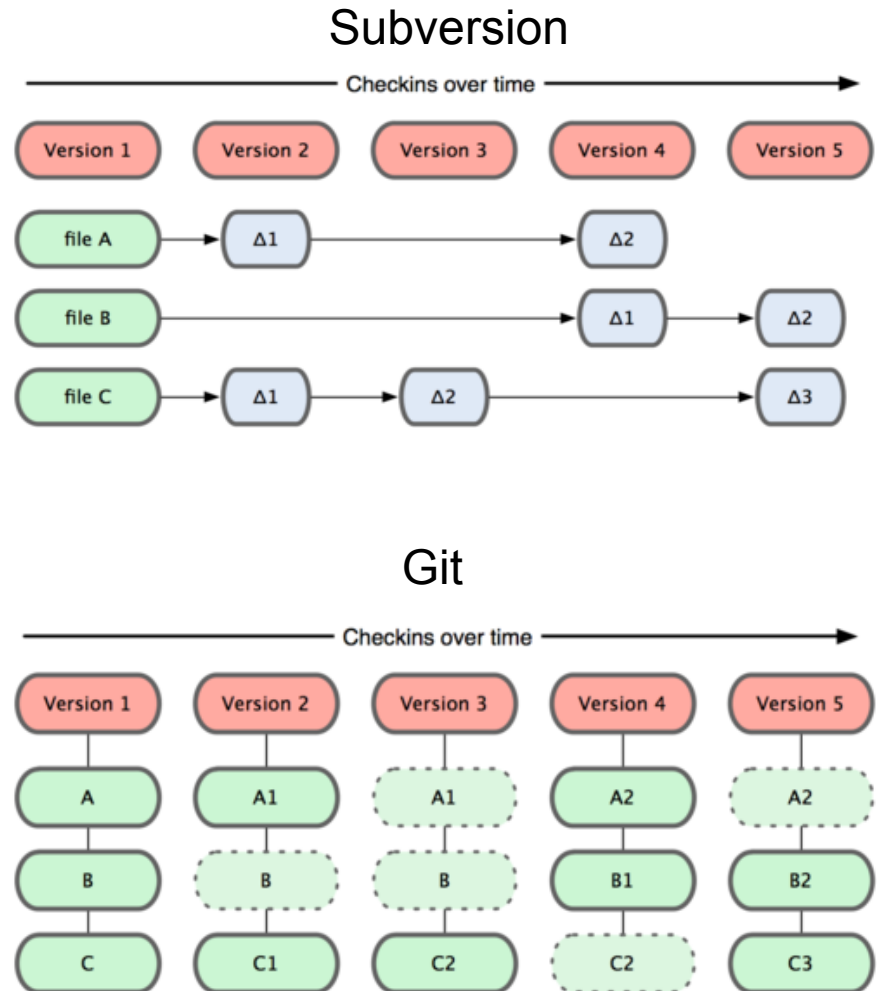 Subversion
Checkins over time
Version 1 Version 2 Version 3 Version 4 Version 5
file A Δ1 Δ2
file B Δ1 Δ2
file C Δ1 Δ2 Δ3
Git
Checkins over time
Version 1 Version 2 Version 3 Version 4 Version 5
A A1 A1 A2 A2
B B B B1 B2
C C1 C2 C2 C3